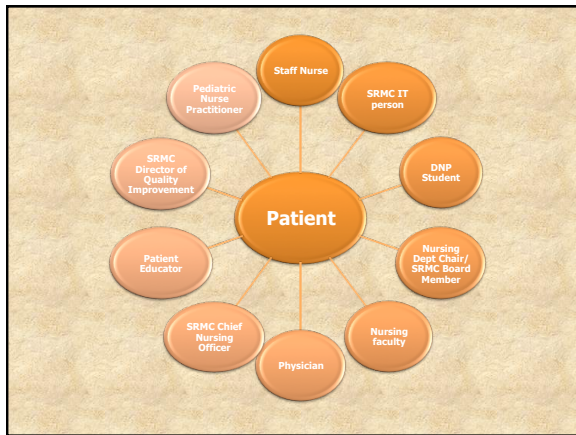 Staff Nurse
SRMC IT
person
DNP
Student
Nursing
Dept Chair/
SRMC Board
Member
Nursing
faculty
Physician
SRMC Chief
Nursing
Officer
Patient
Educator
SRMC
Director of
Quality
Improvement
Pediatric
Nurse
Practitioner
Patient